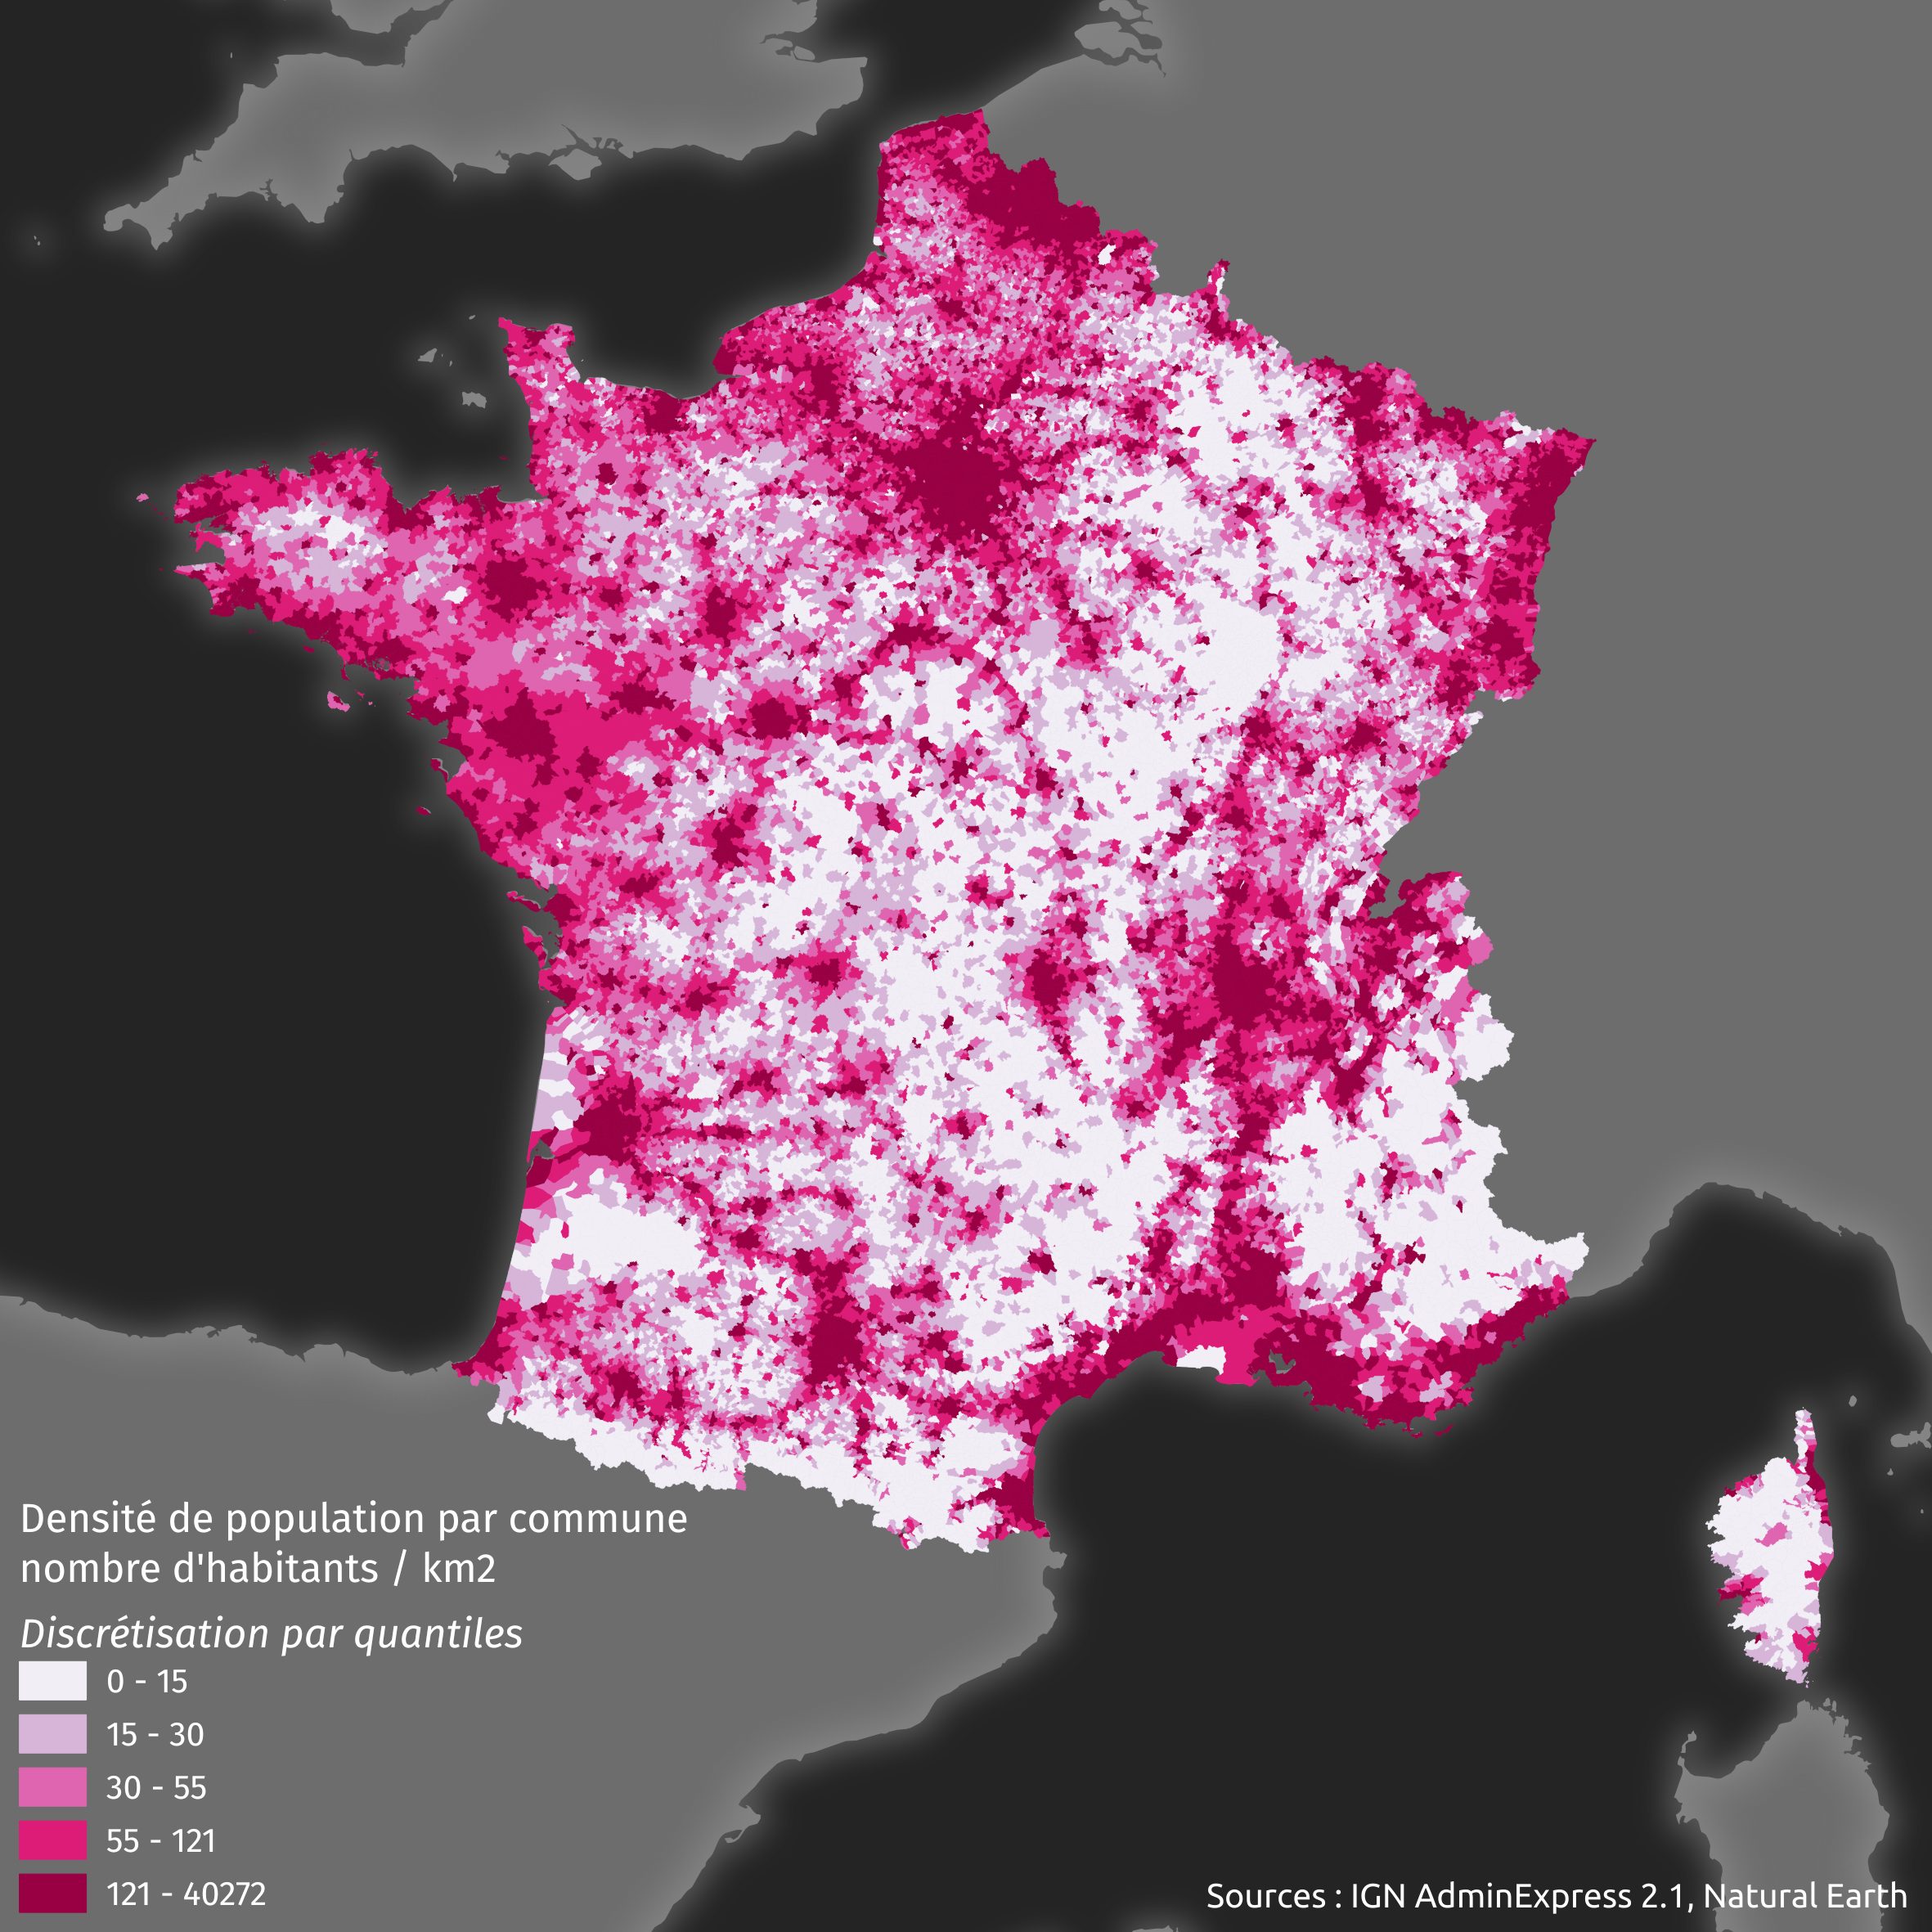 Densité de population par commune
nombre d'habitants / km2
Discrétisation par quantiles
0 - 15
15 - 30
30 - 55
55 - 121
121 - 40272
Sources : IGN AdminExpress 2.1, Natural Earth